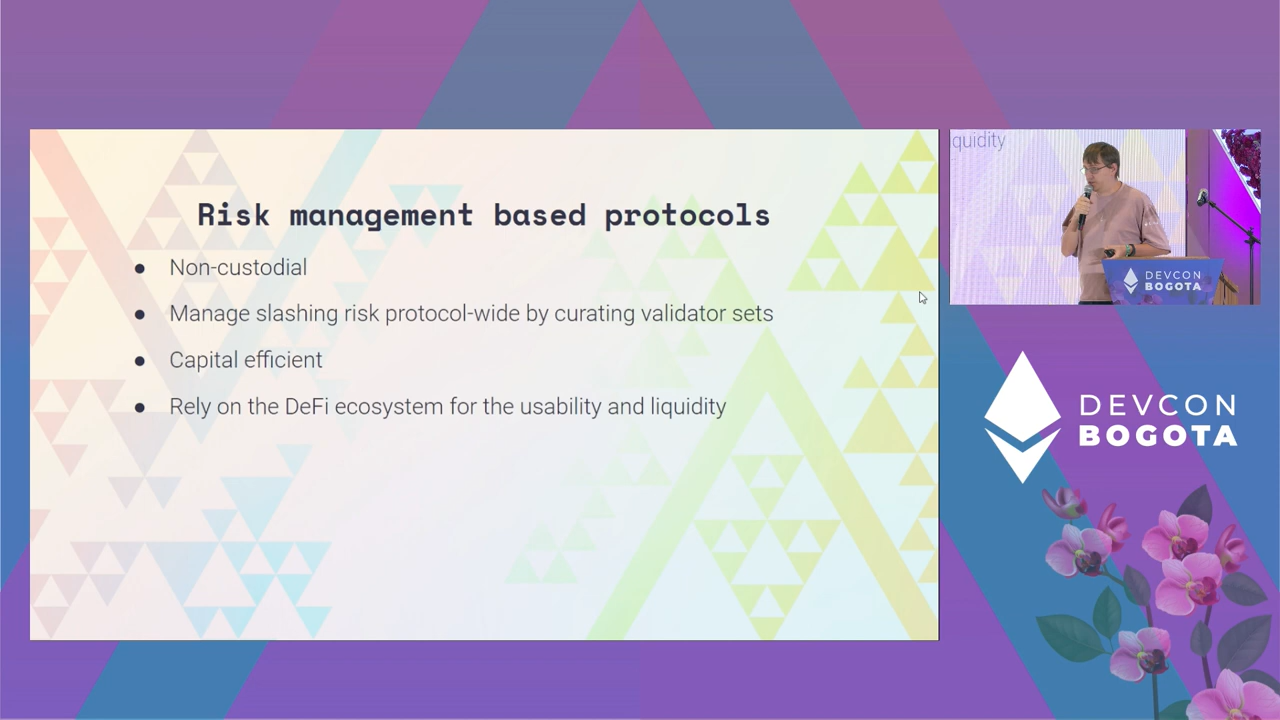 Risk management based protocols
● Non-custodial
● Manage slashing risk protocol-wide by curating validator sets
● Capital efficient
● Rely on the DeFi ecosystem for the usability and liquidity
quidity
DEVCON
BOGOTA
DEVCON
BOGOTA